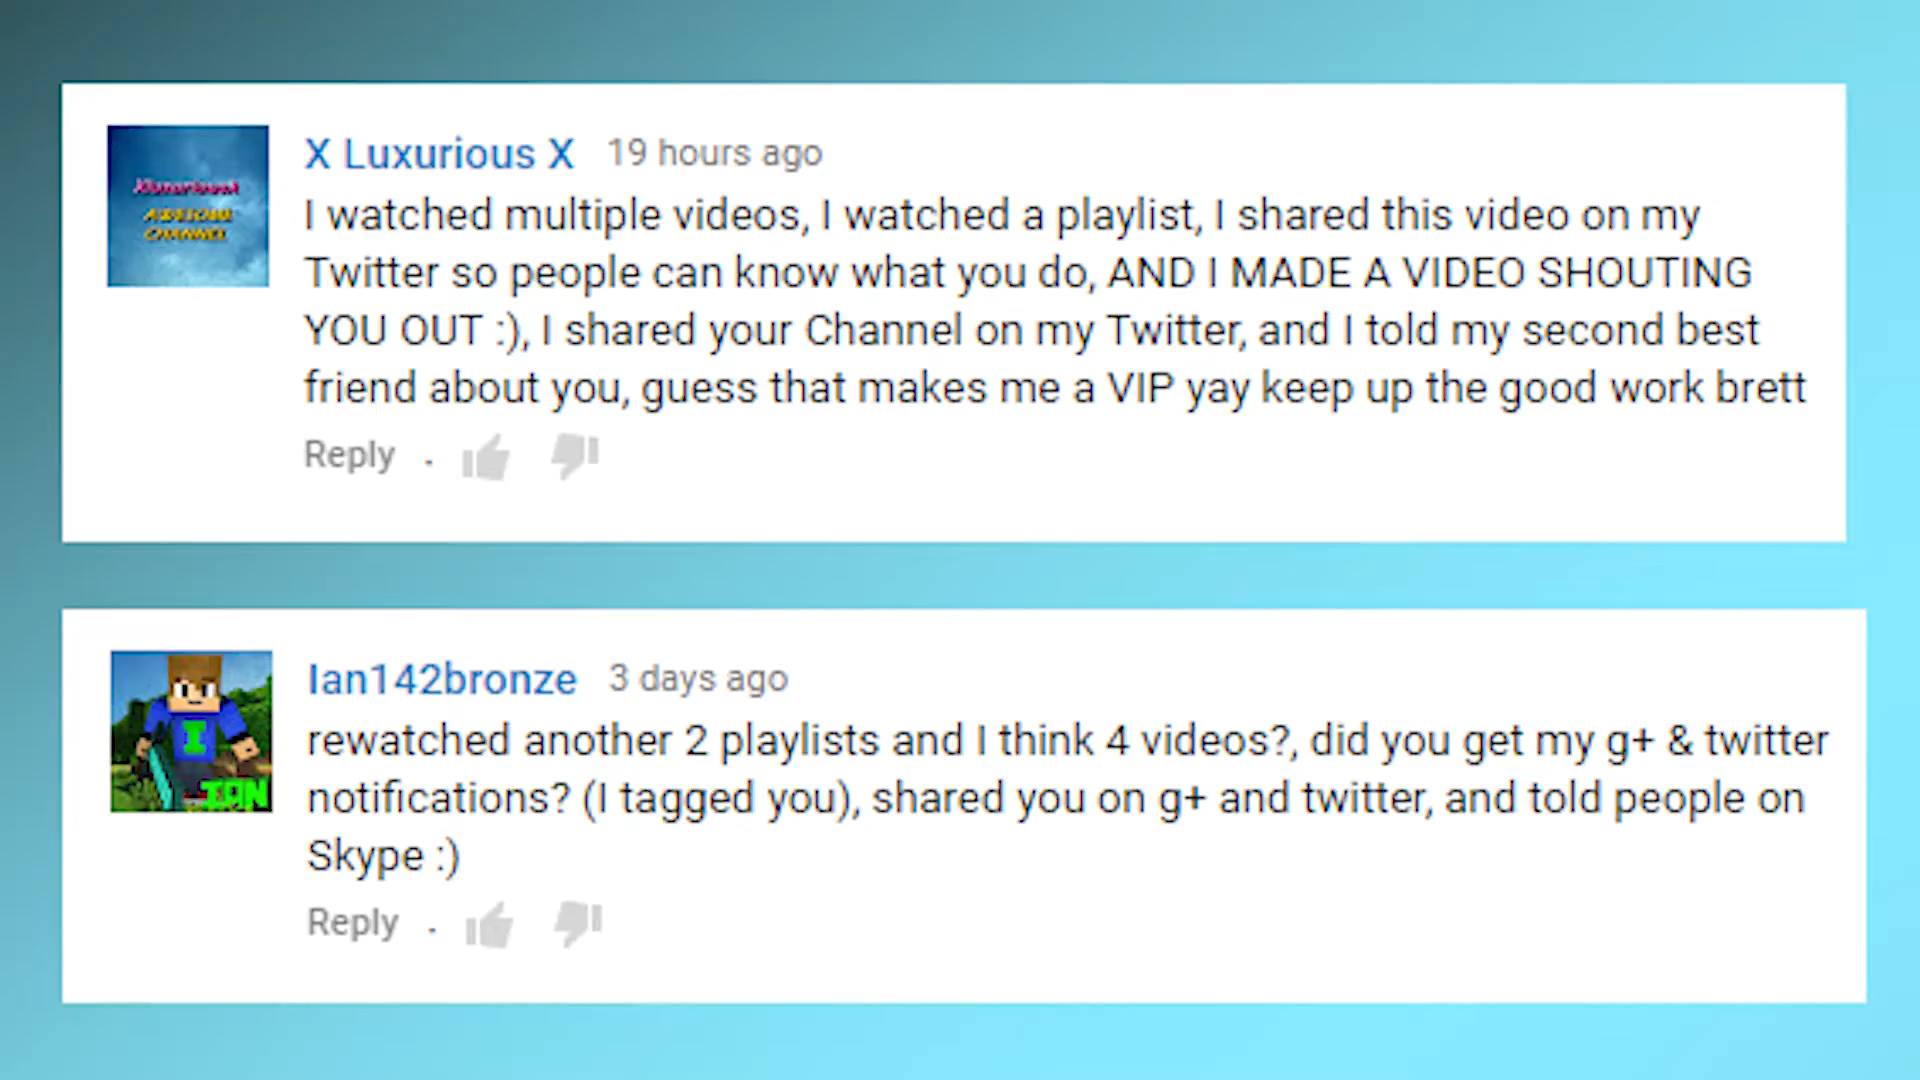 XluxuriousX
AWESOME
CHANNEL
X Luxurious X 19 hours ago
I watched multiple videos, I watched a playlist, I shared this video on my
Twitter so people can know what you do, AND I MADE A VIDEO SHOUTING
YOU OUT :), I shared your Channel on my Twitter, and I told my second best
friend about you, guess that makes me a VIP yay keep up the good work brett
Reply .
Ian142bronze 3 days ago
I
IAN
rewatched another 2 playlists and I think 4 videos?, did you get my g+ & twitter
notifications? (I tagged you), shared you on g+ and twitter, and told people on
Skype :)
Reply .